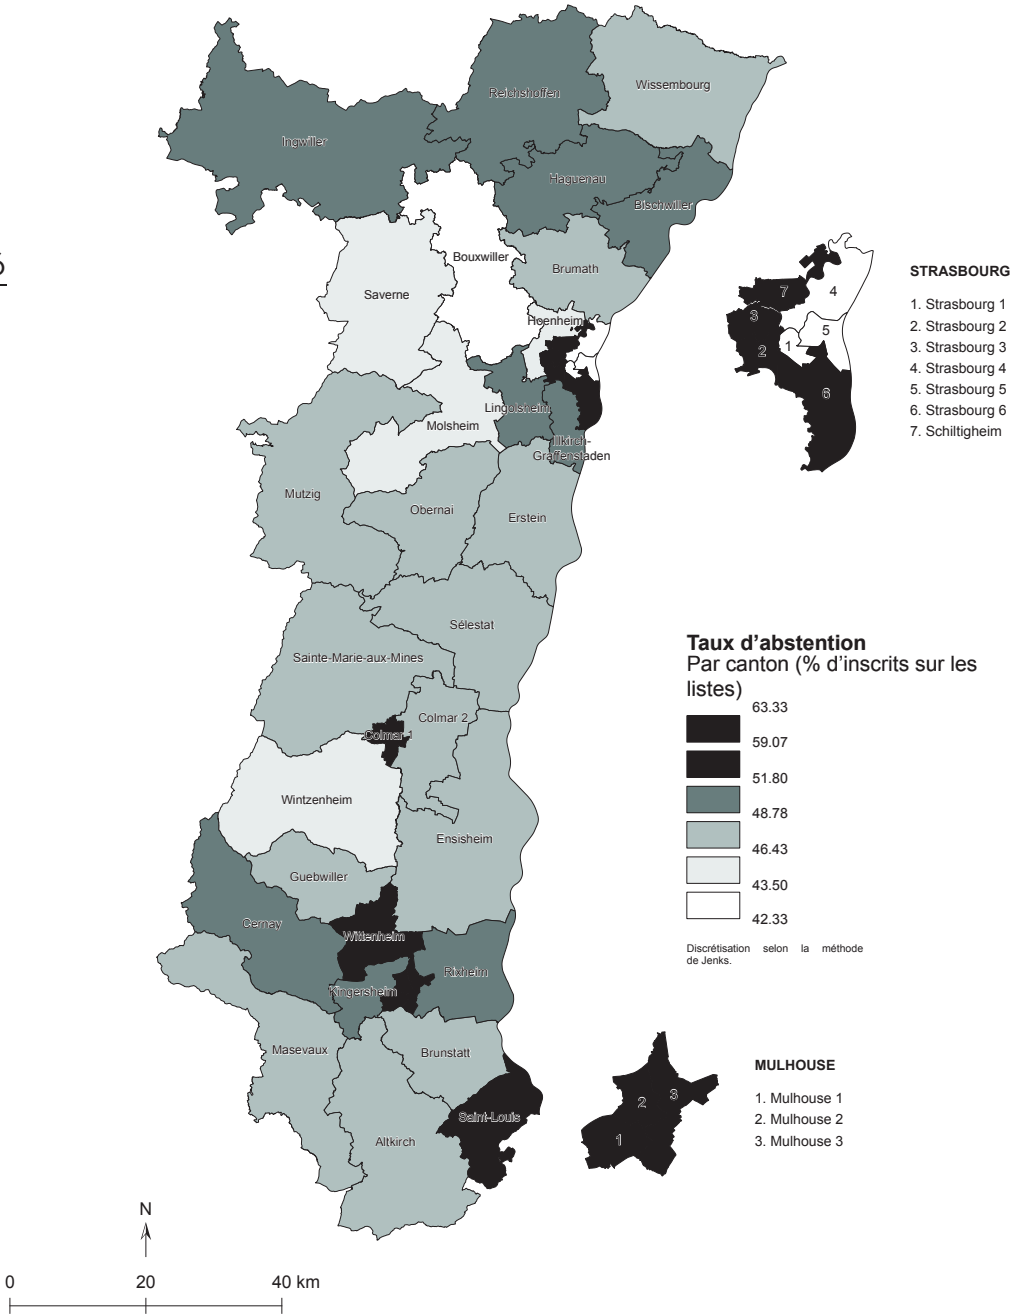 6
Wissembourg
Reichshoffen
Ingwiller
Haguenau
Bischwiller
Bouxwiller
Brumath
Saverne
Hoenheim
Lingolsheim
Molsheim
Illkirch-
Graffenstaden
Mutzig
Obernai
Erstein
Sélestat
Sainte-Marie-aux-Mines
Colmar 2
Colmar 1
Wintzenheim
Ensisheim
Guebwiller
Cernay
Wittenheim
Rixheim
Kingersheim
Masevaux
Brunstatt
Saint-Louis
Altkirch
N
0 20 40 km
7
4
3
5
1
2
6
STRASBOURG
1. Strasbourg 1
2. Strasbourg 2
3. Strasbourg 3
4. Strasbourg 4
5. Strasbourg 5
6. Strasbourg 6
7. Schiltigheim
Taux d’abstention
Par canton (% d’inscrits sur les
listes)
63.33
59.07
51.80
48.78
46.43
43.50
42.33
Discrétisation selon la méthode
de Jenks.
2
3
1
MULHOUSE
1. Mulhouse 1
2. Mulhouse 2
3. Mulhouse 3